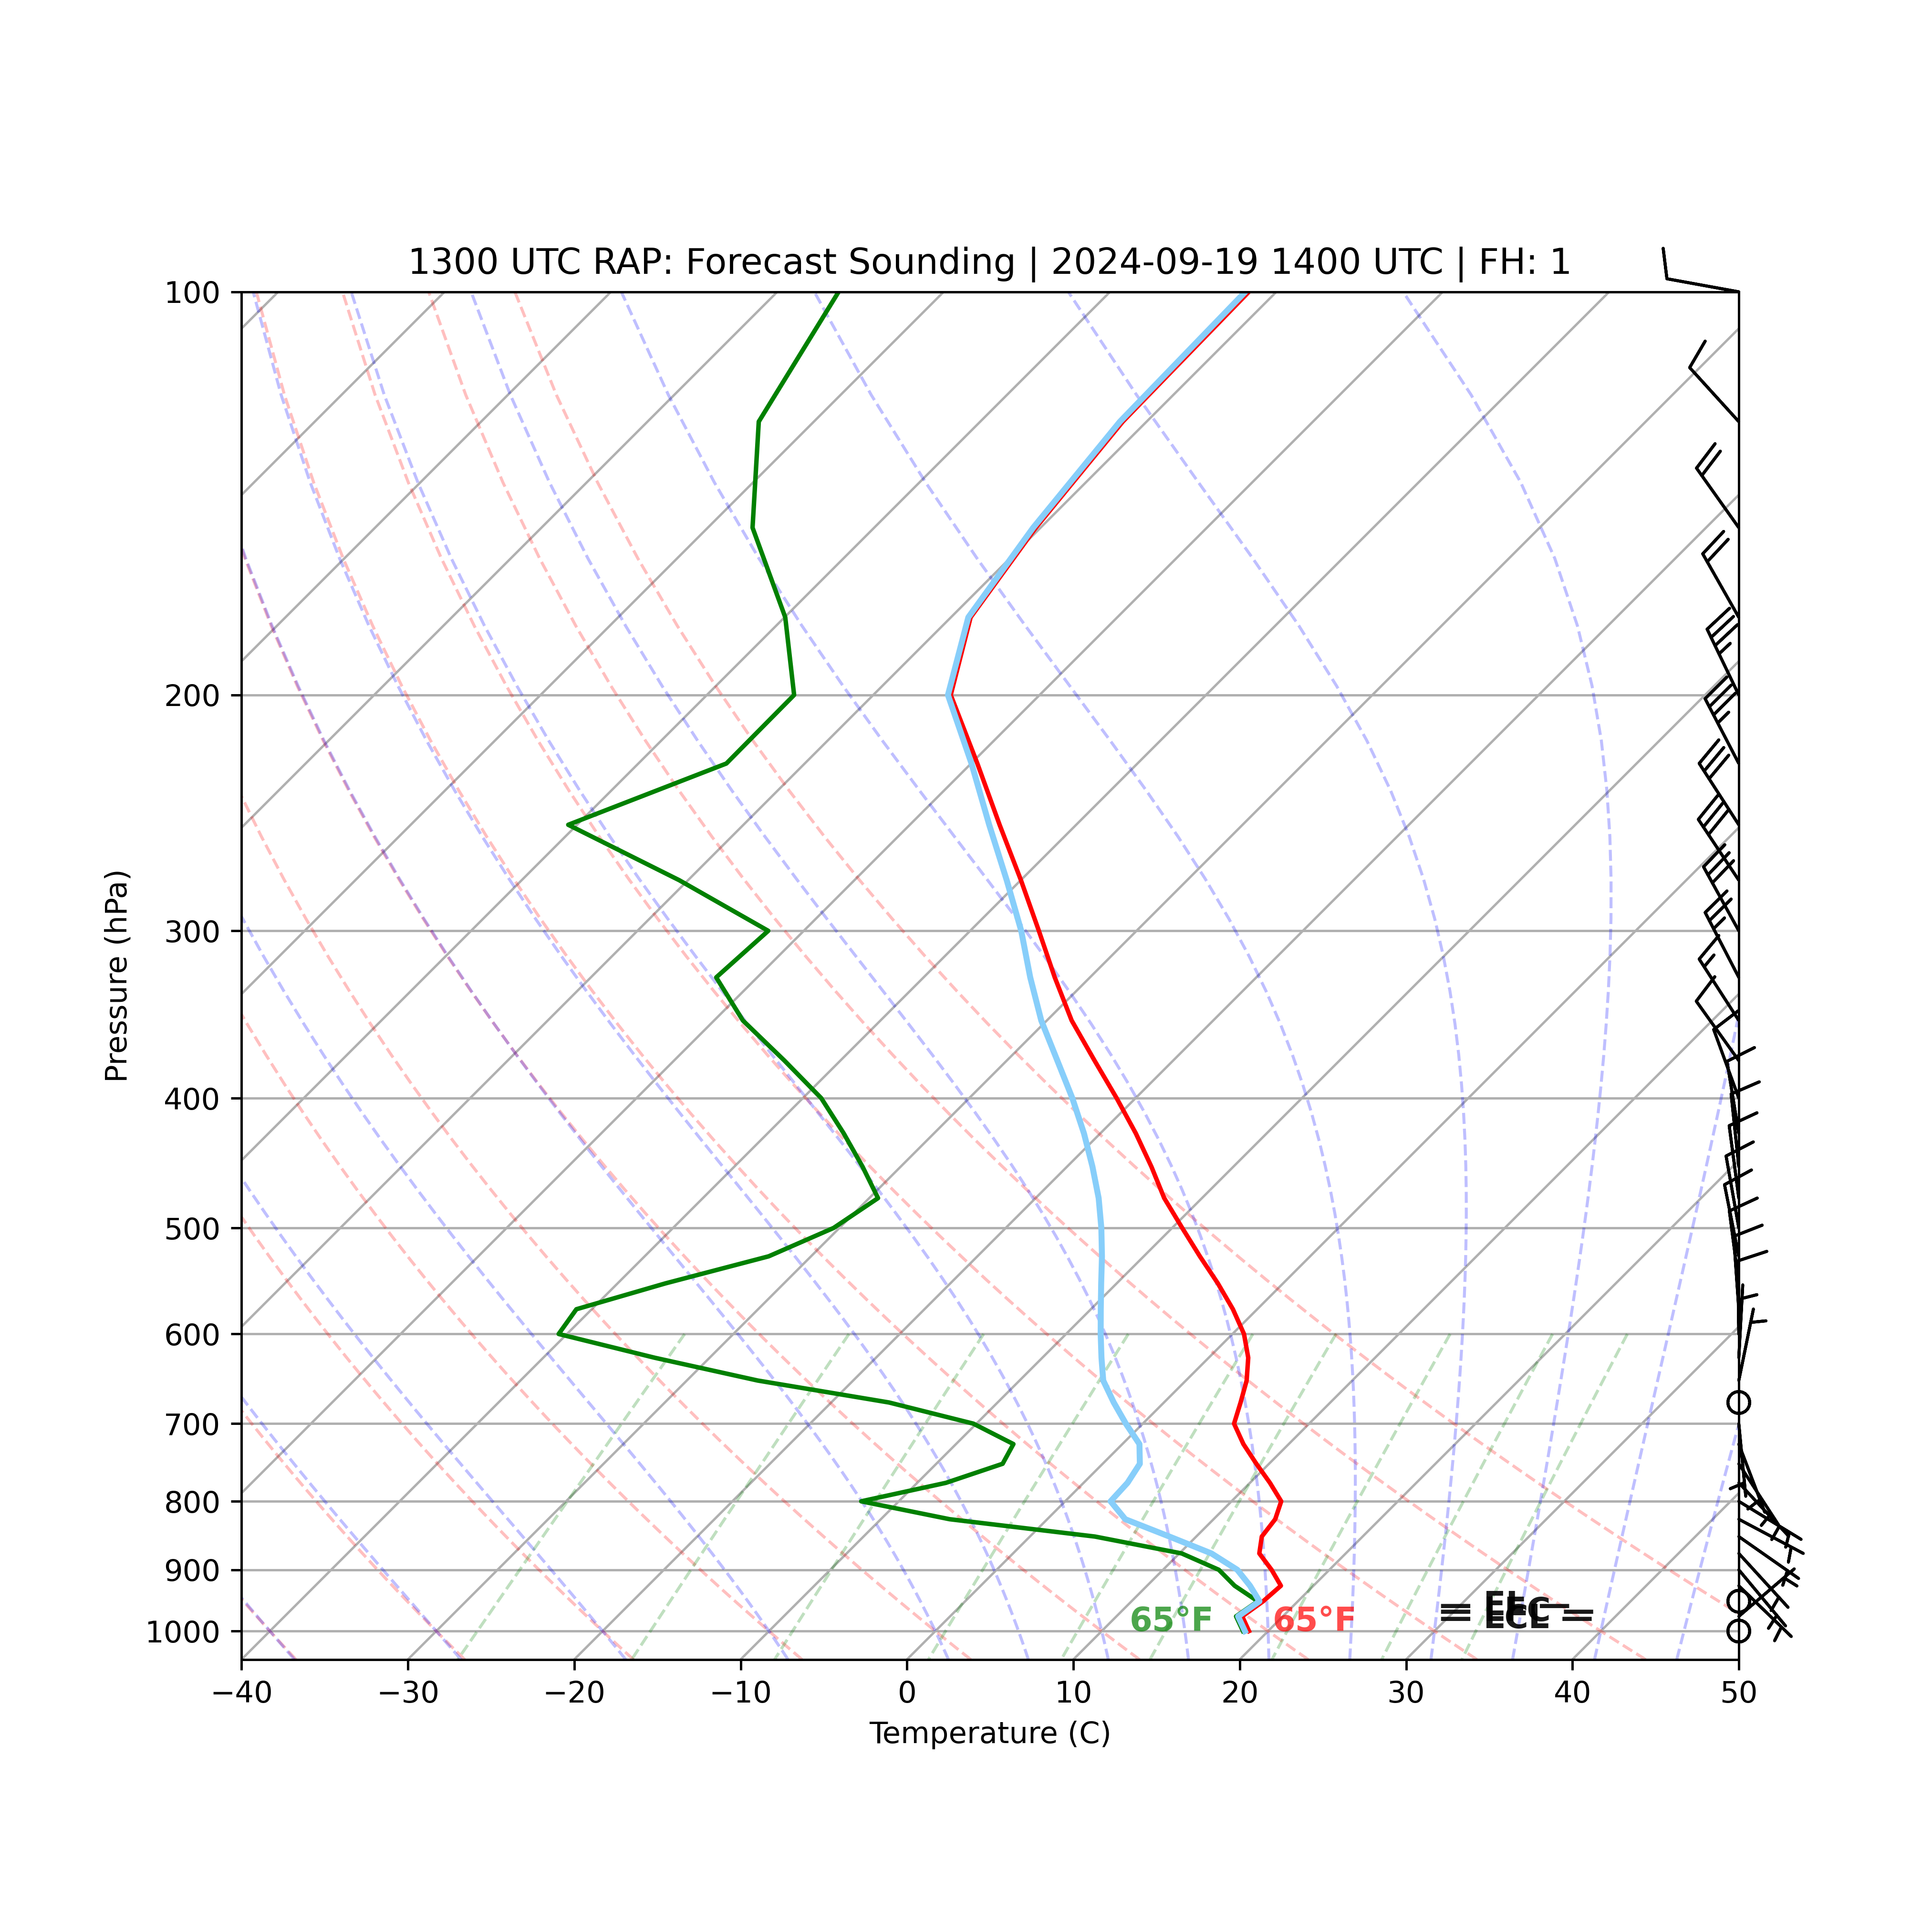 1300 UTC RAP: Forecast Sounding | 2024-09-19 1400 UTC | FH: 1
100
200
300
400
500
600
700
800
900
1000
Pressure (hPa)
65°F 65°F
−40 −30 −20 −10 0 10 20 30 40 50
Temperature (C)